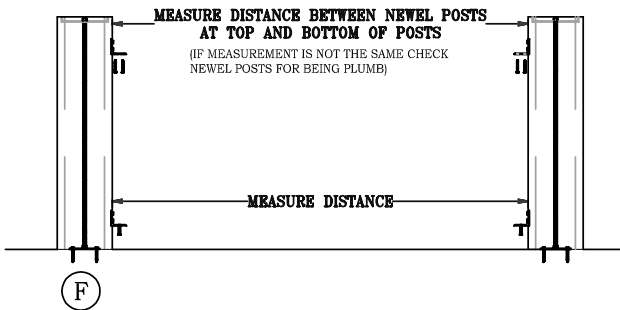 MEASURE DISTANCE BETWEEN NEWEL POSTS
AT TOP AND BOTTOM OF POSTS
(IF MEASUREMENT IS NOT THE SAME CHECK
NEWEL POSTS FOR BEING PLUMB)
MEASURE DISTANCE
F